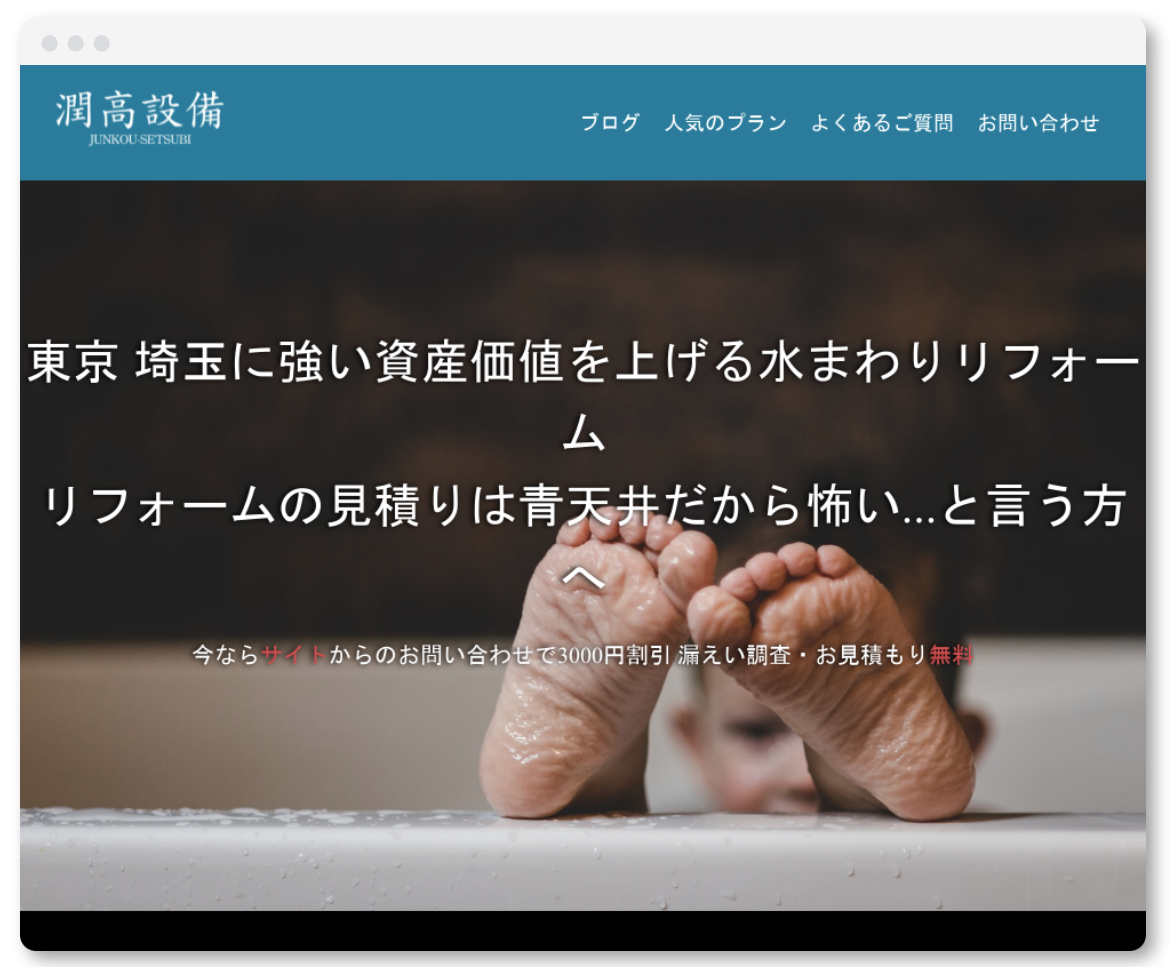 潤高設備
JUNKOU-SETSUBI
ブログ 人気のプラン よくあるご質問 お問い合わせ
東京 埼玉に強い資産価値を上げる水まわりリフォー
ム
リフォームの見積りは青天井だから怖い...と言う方
へ
今ならサイトからのお問い合わせで3000円割引 漏えい調査・お見積もり無料